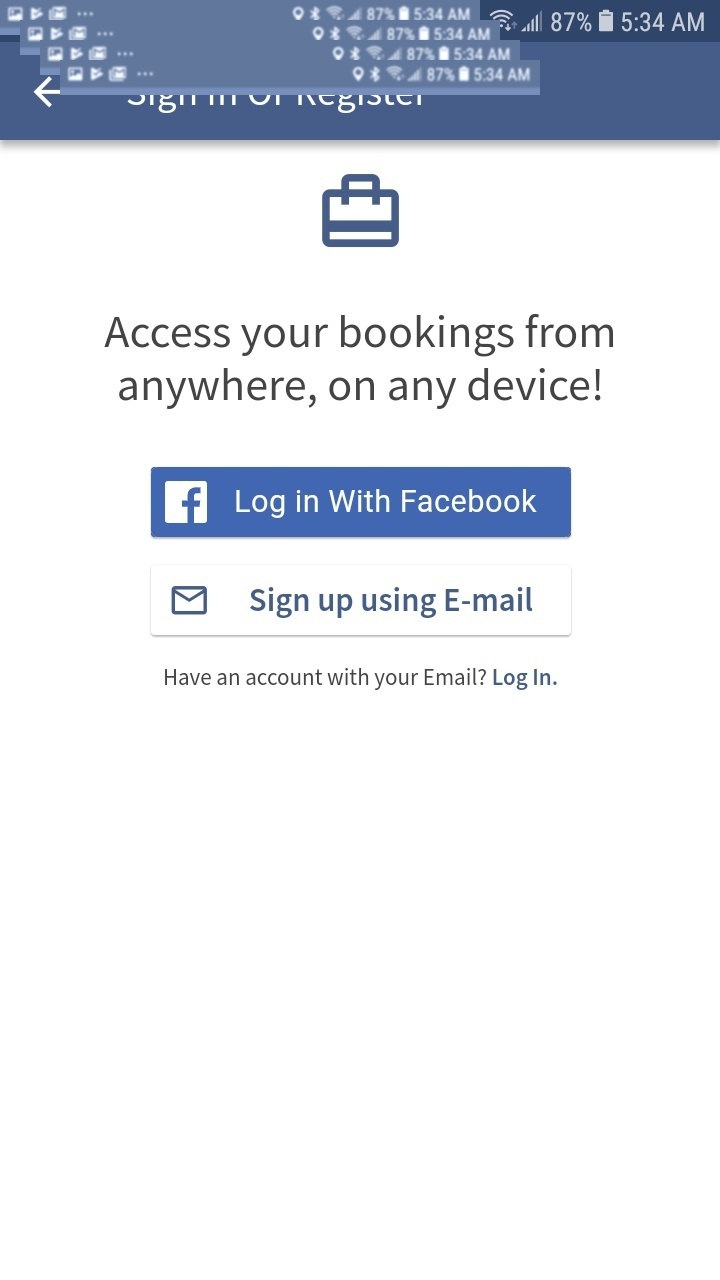 87% 5:34 AM
87% 5:34 AM
87% 5:34 AM
87% 5:34 AM
87% 5:34 AM
Sign In Or Register
Access your bookings from
anywhere, on any device!
Log in With Facebook
Sign up using E-mail
Have an account with your Email? Log In.